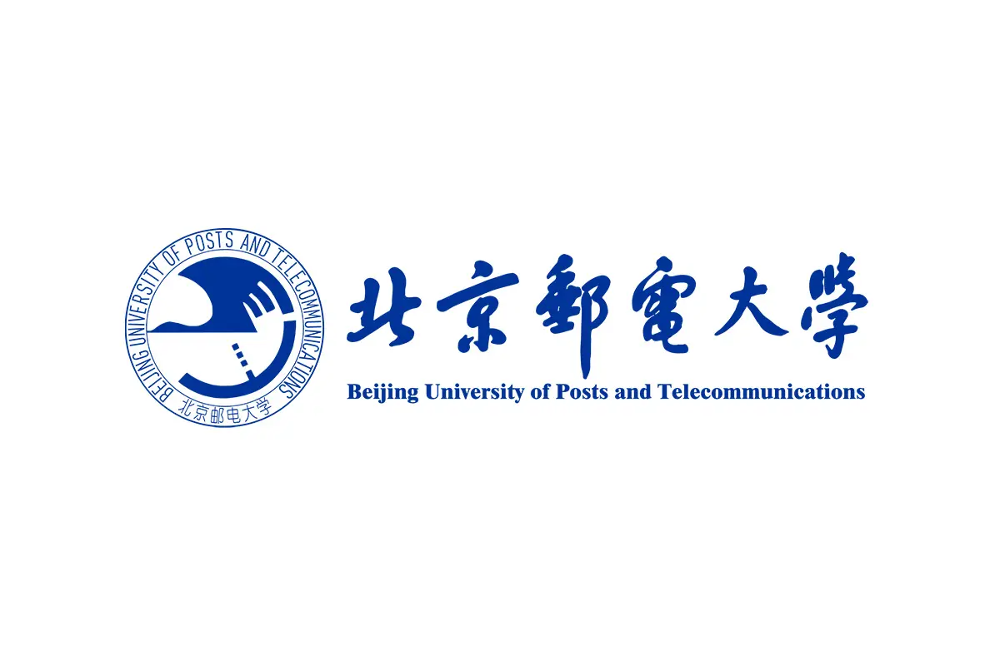 BEIJING UNIVERSITY OF POSTS AND TELECOMMUNICATIONS
北京邮电大学
北京郵電大學
Beijing University of Posts and Telecommunications